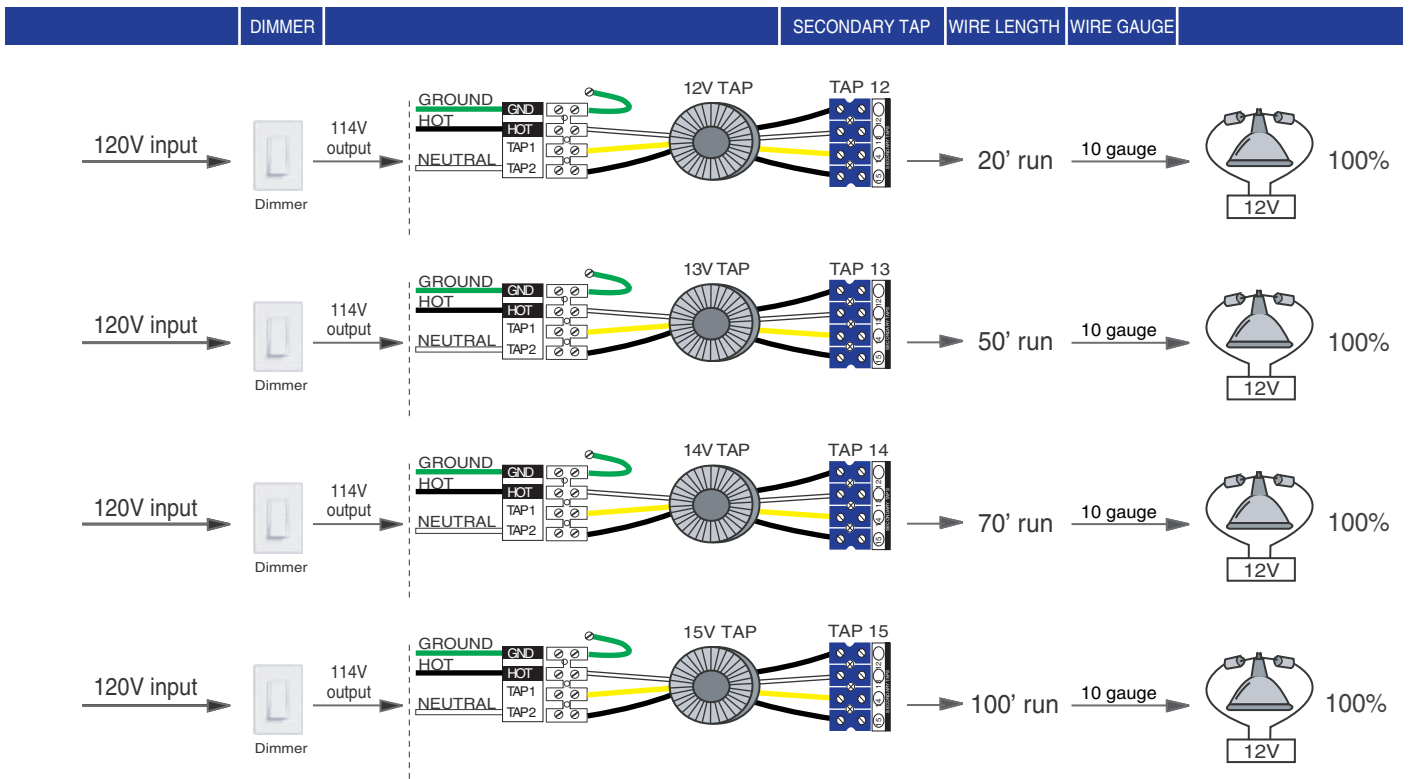 DIMMER SECONDARY TAP WIRE LENGTH WIRE GAUGE
12V TAP TAP 12
GROUND GND
HOT HOT
120V input 114V output TAP1 20' run 10 gauge 100%
NEUTRAL TAP2
Dimmer 12V
13V TAP TAP 13
GROUND GND
HOT HOT
120V input 114V output TAP1 50' run 10 gauge 100%
NEUTRAL TAP2
Dimmer 12V
14V TAP TAP 14
GROUND GND
HOT HOT
120V input 114V output TAP1 70' run 10 gauge 100%
NEUTRAL TAP2
Dimmer 12V
15V TAP TAP 15
GROUND GND
HOT HOT
120V input 114V output TAP1 100' run 10 gauge 100%
NEUTRAL TAP2
Dimmer 12V